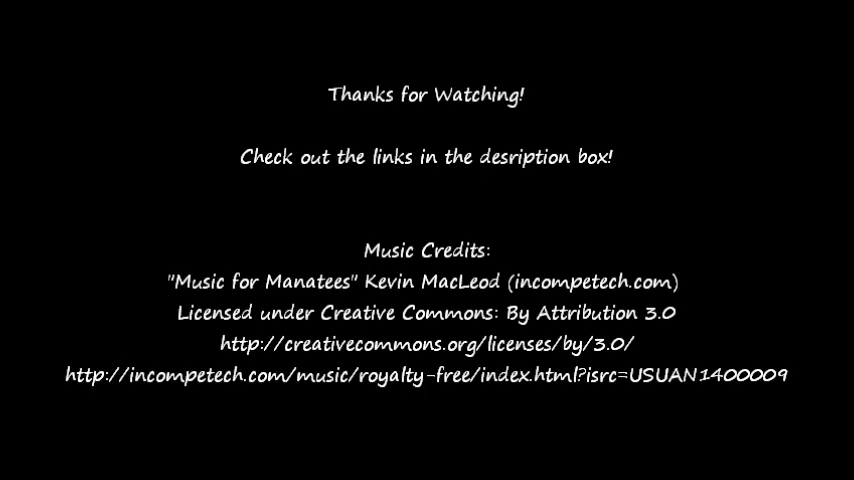 Thanks for Watching!
Check out the links in the desription box!
Music Credits:
"Music for Manatees" Kevin MacLeod (incompetech.com)
Licensed under Creative Commons: By Attribution 3.0
http://creativecommons.org/licenses/by/3.0/
http://incompetech.com/music/royalty-free/index.html?isrc=USUAN1400009